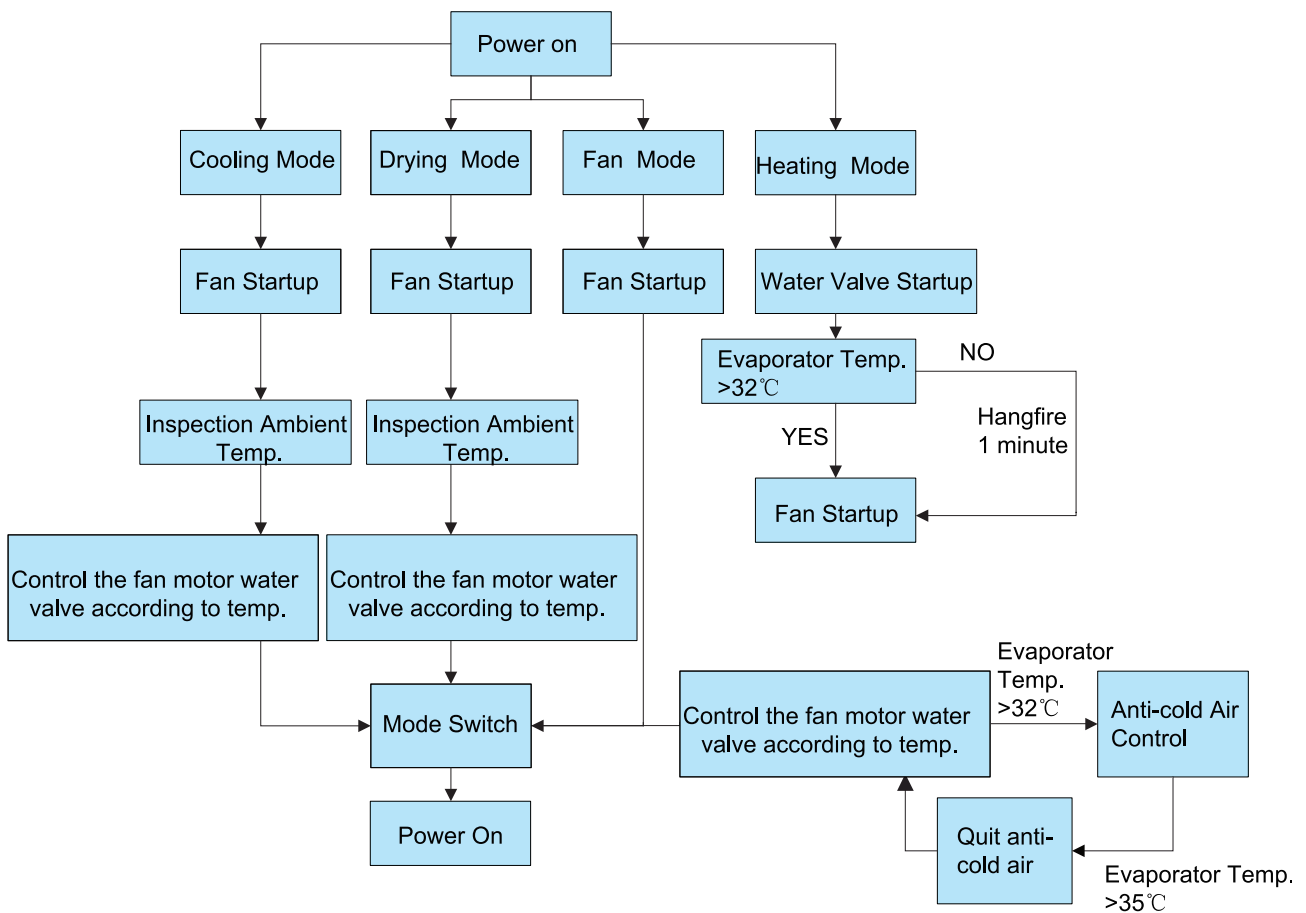 Power on
Cooling Mode
Drying Mode
Fan Mode
Heating Mode
Fan Startup
Fan Startup
Fan Startup
Water Valve Startup
Evaporator Temp.
>32℃
NO
YES
Hangfire
1 minute
Inspection Ambient
Temp.
Inspection Ambient
Temp.
Fan Startup
Control the fan motor water
valve according to temp.
Control the fan motor water
valve according to temp.
Mode Switch
Control the fan motor water
valve according to temp.
Evaporator
Temp.
>32℃
Anti-cold Air
Control
Power On
Quit anti-
cold air
Evaporator Temp.
>35℃